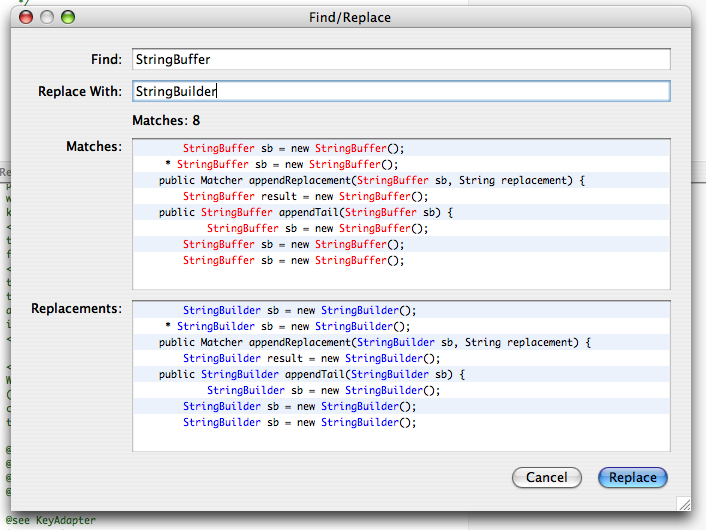 */
Find/Replace
Find: StringBuffer
Replace With: StringBuilder
Matches: 8
Matches:
StringBuffer sb = new StringBuffer();
* StringBuffer sb = new StringBuffer();
public Matcher appendReplacement(StringBuffer sb, String replacement) {
StringBuffer result = new StringBuffer();
public StringBuffer appendTail(StringBuffer sb) {
StringBuffer sb = new StringBuffer();
StringBuffer sb = new StringBuffer();
StringBuffer sb = new StringBuffer();
Replacements:
StringBuilder sb = new StringBuilder();
* StringBuilder sb = new StringBuilder();
public Matcher appendReplacement(StringBuilder sb, String replacement) {
StringBuilder result = new StringBuilder();
public StringBuilder appendTail(StringBuilder sb) {
StringBuilder sb = new StringBuilder();
StringBuilder sb = new StringBuilder();
StringBuilder sb = new StringBuilder();
Cancel Replace
@see KeyAdapter